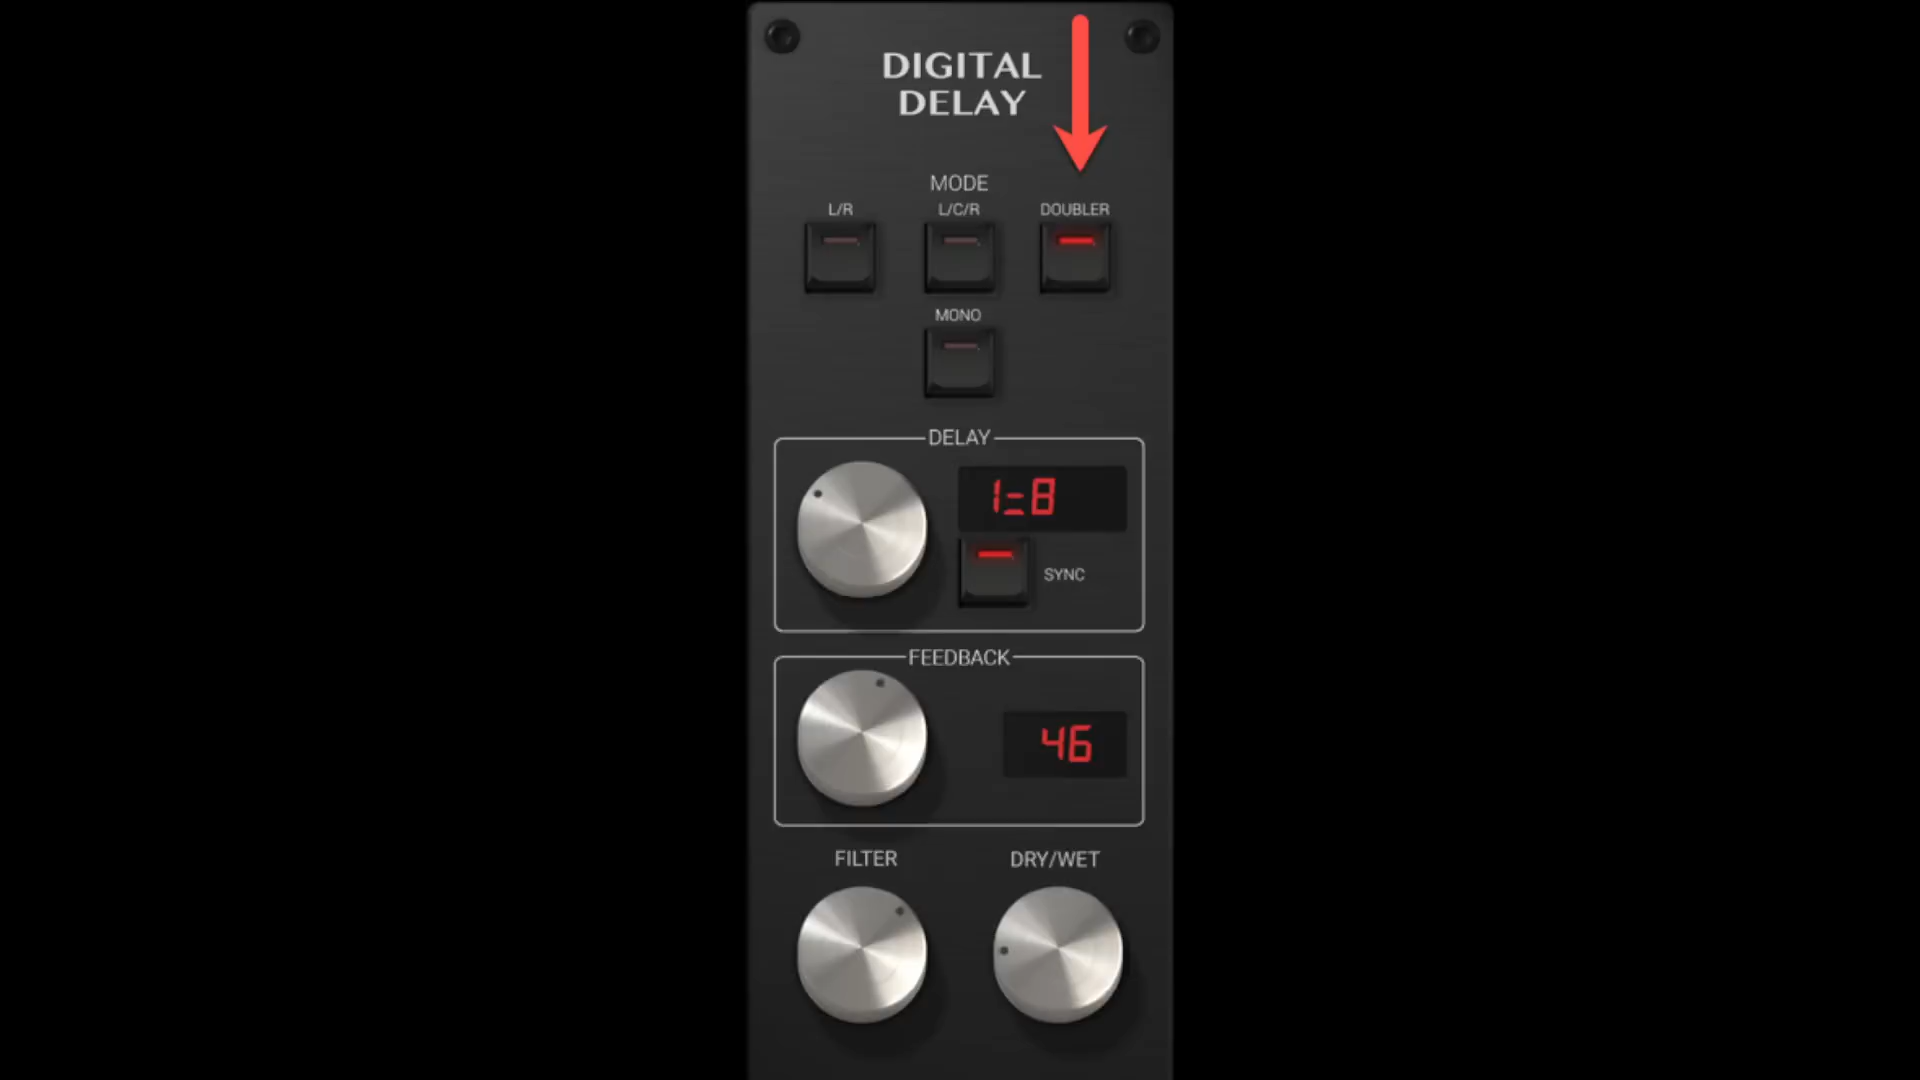 DIGITAL
DELAY
MODE
L/R L/C/R DOUBLER
MONO
DELAY
1=8
SYNC
FEEDBACK
46
FILTER DRY/WET